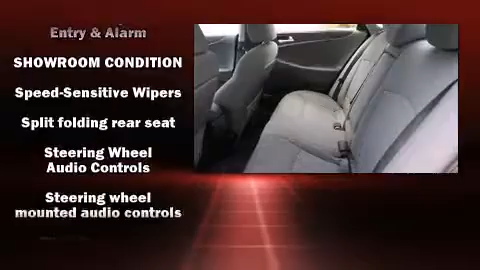 Entry & Alarm
SHOWROOM CONDITION
Speed-Sensitive Wipers
Split folding rear seat
Steering Wheel
Audio Controls
Steering wheel
mounted audio controls